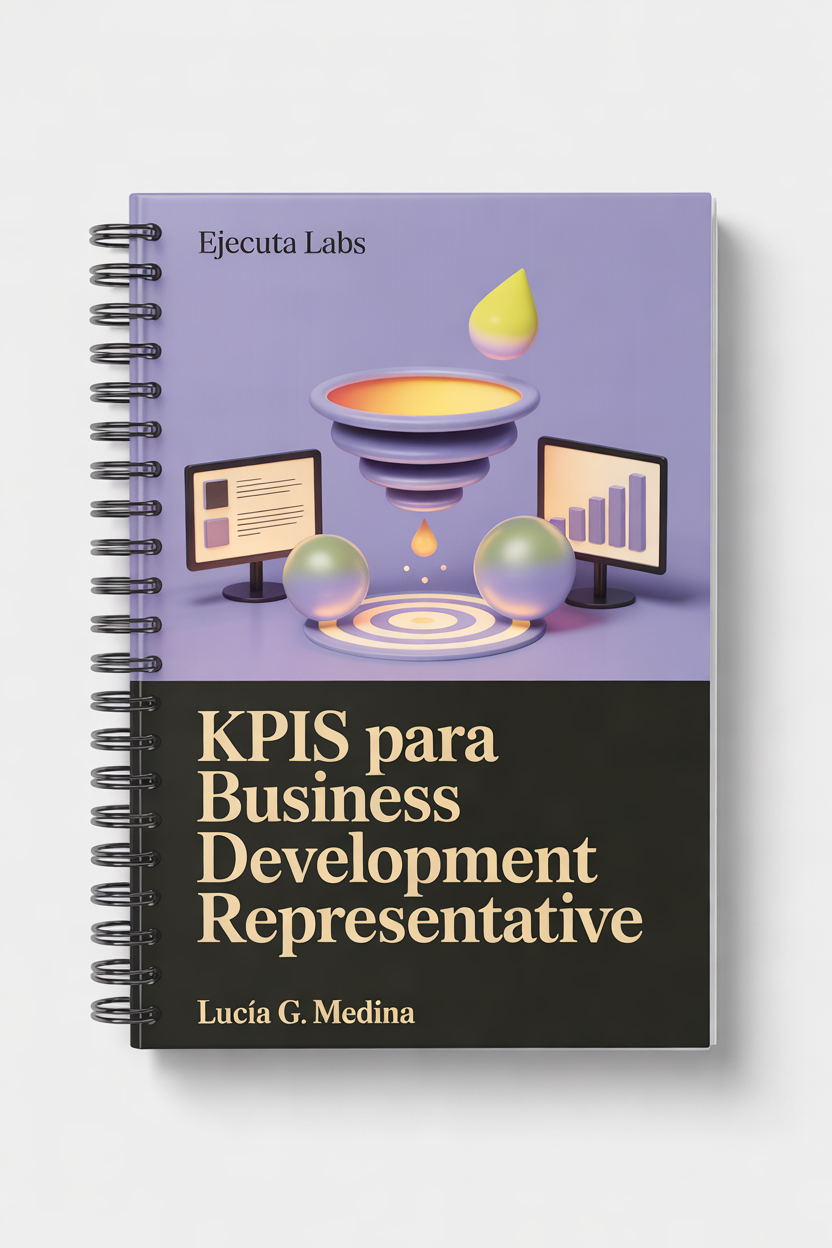 Ejecuta Labs
KPIS para
Business
Development
Representative
Lucía G. Medina